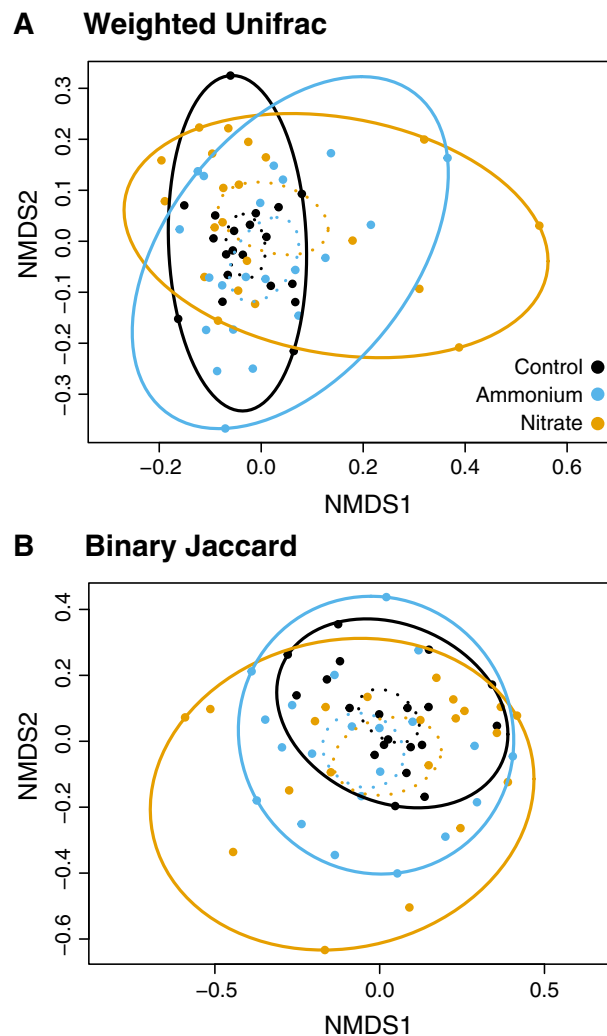 A Weighted Unifrac
NMDS2
0.3
0.2
0.1
0.0
−0.1
−0.2
−0.3
Control
Ammonium
Nitrate
−0.2 0.0 0.2 0.4 0.6
NMDS1
B Binary Jaccard
NMDS2
0.4
0.2
0.0
−0.2
−0.4
−0.6
−0.5 0.0 0.5
NMDS1